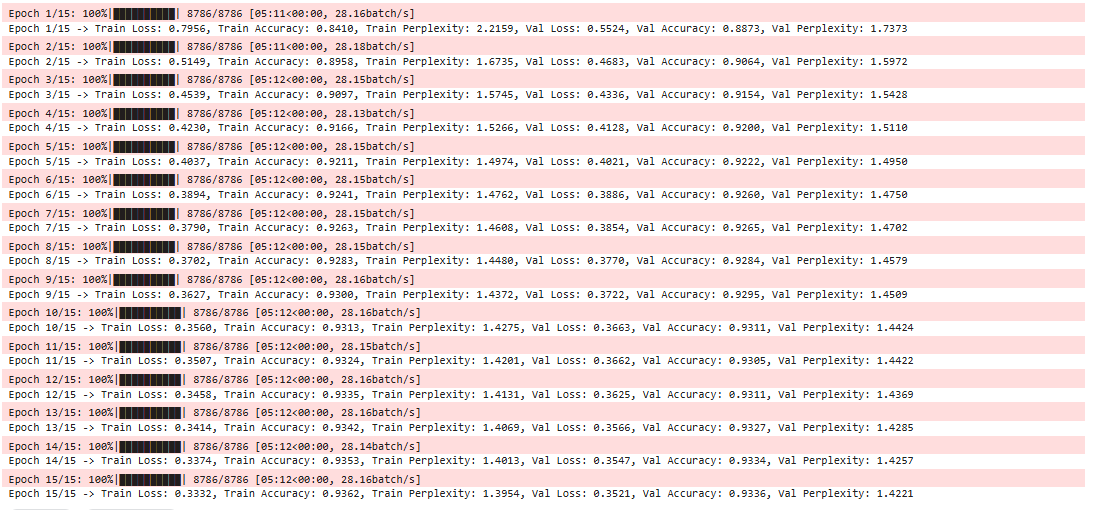 Epoch 1/15: 100%|██████████| 8786/8786 [05:11<00:00, 28.16batch/s]
Epoch 1/15 -> Train Loss: 0.7956, Train Accuracy: 0.8410, Train Perplexity: 2.2159, Val Loss: 0.5524, Val Accuracy: 0.8873, Val Perplexity: 1.7373
Epoch 2/15: 100%|██████████| 8786/8786 [05:11<00:00, 28.18batch/s]
Epoch 2/15 -> Train Loss: 0.5149, Train Accuracy: 0.8958, Train Perplexity: 1.6735, Val Loss: 0.4683, Val Accuracy: 0.9064, Val Perplexity: 1.5972
Epoch 3/15: 100%|██████████| 8786/8786 [05:12<00:00, 28.15batch/s]
Epoch 3/15 -> Train Loss: 0.4539, Train Accuracy: 0.9097, Train Perplexity: 1.5745, Val Loss: 0.4336, Val Accuracy: 0.9154, Val Perplexity: 1.5428
Epoch 4/15: 100%|██████████| 8786/8786 [05:12<00:00, 28.13batch/s]
Epoch 4/15 -> Train Loss: 0.4230, Train Accuracy: 0.9166, Train Perplexity: 1.5266, Val Loss: 0.4128, Val Accuracy: 0.9200, Val Perplexity: 1.5110
Epoch 5/15: 100%|██████████| 8786/8786 [05:12<00:00, 28.15batch/s]
Epoch 5/15 -> Train Loss: 0.4037, Train Accuracy: 0.9211, Train Perplexity: 1.4974, Val Loss: 0.4021, Val Accuracy: 0.9222, Val Perplexity: 1.4950
Epoch 6/15: 100%|██████████| 8786/8786 [05:12<00:00, 28.15batch/s]
Epoch 6/15 -> Train Loss: 0.3894, Train Accuracy: 0.9241, Train Perplexity: 1.4762, Val Loss: 0.3886, Val Accuracy: 0.9260, Val Perplexity: 1.4750
Epoch 7/15: 100%|██████████| 8786/8786 [05:12<00:00, 28.15batch/s]
Epoch 7/15 -> Train Loss: 0.3790, Train Accuracy: 0.9263, Train Perplexity: 1.4608, Val Loss: 0.3854, Val Accuracy: 0.9265, Val Perplexity: 1.4702
Epoch 8/15: 100%|██████████| 8786/8786 [05:12<00:00, 28.15batch/s]
Epoch 8/15 -> Train Loss: 0.3702, Train Accuracy: 0.9283, Train Perplexity: 1.4480, Val Loss: 0.3770, Val Accuracy: 0.9284, Val Perplexity: 1.4579
Epoch 9/15: 100%|██████████| 8786/8786 [05:12<00:00, 28.16batch/s]
Epoch 9/15 -> Train Loss: 0.3627, Train Accuracy: 0.9300, Train Perplexity: 1.4372, Val Loss: 0.3722, Val Accuracy: 0.9295, Val Perplexity: 1.4509
Epoch 10/15: 100%|██████████| 8786/8786 [05:12<00:00, 28.16batch/s]
Epoch 10/15 -> Train Loss: 0.3560, Train Accuracy: 0.9313, Train Perplexity: 1.4275, Val Loss: 0.3663, Val Accuracy: 0.9311, Val Perplexity: 1.4424
Epoch 11/15: 100%|██████████| 8786/8786 [05:12<00:00, 28.15batch/s]
Epoch 11/15 -> Train Loss: 0.3507, Train Accuracy: 0.9324, Train Perplexity: 1.4201, Val Loss: 0.3662, Val Accuracy: 0.9305, Val Perplexity: 1.4422
Epoch 12/15: 100%|██████████| 8786/8786 [05:12<00:00, 28.16batch/s]
Epoch 12/15 -> Train Loss: 0.3458, Train Accuracy: 0.9335, Train Perplexity: 1.4131, Val Loss: 0.3625, Val Accuracy: 0.9311, Val Perplexity: 1.4369
Epoch 13/15: 100%|██████████| 8786/8786 [05:12<00:00, 28.16batch/s]
Epoch 13/15 -> Train Loss: 0.3414, Train Accuracy: 0.9342, Train Perplexity: 1.4069, Val Loss: 0.3566, Val Accuracy: 0.9327, Val Perplexity: 1.4285
Epoch 14/15: 100%|██████████| 8786/8786 [05:12<00:00, 28.14batch/s]
Epoch 14/15 -> Train Loss: 0.3374, Train Accuracy: 0.9353, Train Perplexity: 1.4013, Val Loss: 0.3547, Val Accuracy: 0.9334, Val Perplexity: 1.4257
Epoch 15/15: 100%|██████████| 8786/8786 [05:12<00:00, 28.16batch/s]
Epoch 15/15 -> Train Loss: 0.3332, Train Accuracy: 0.9362, Train Perplexity: 1.3954, Val Loss: 0.3521, Val Accuracy: 0.9336, Val Perplexity: 1.4221